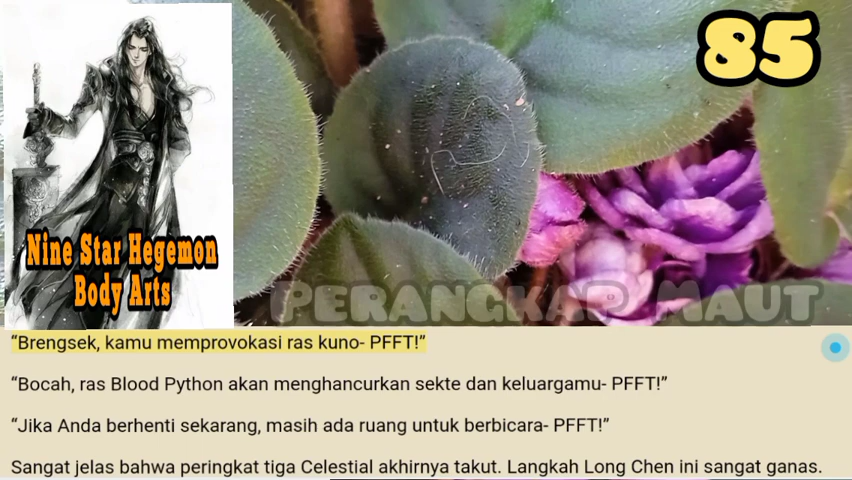 85
Nine Star Hegemon
Body Arts
PERANGKAP MAUT
“Brengsek, kamu memprovokasi ras kuno- PFFT!”
“Bocah, ras Blood Python akan menghancurkan sekte dan keluargamu- PFFT!”
“Jika Anda berhenti sekarang, masih ada ruang untuk berbicara- PFFT!”
Sangat jelas bahwa peringkat tiga Celestial akhirnya takut. Langkah Long Chen ini sangat ganas.